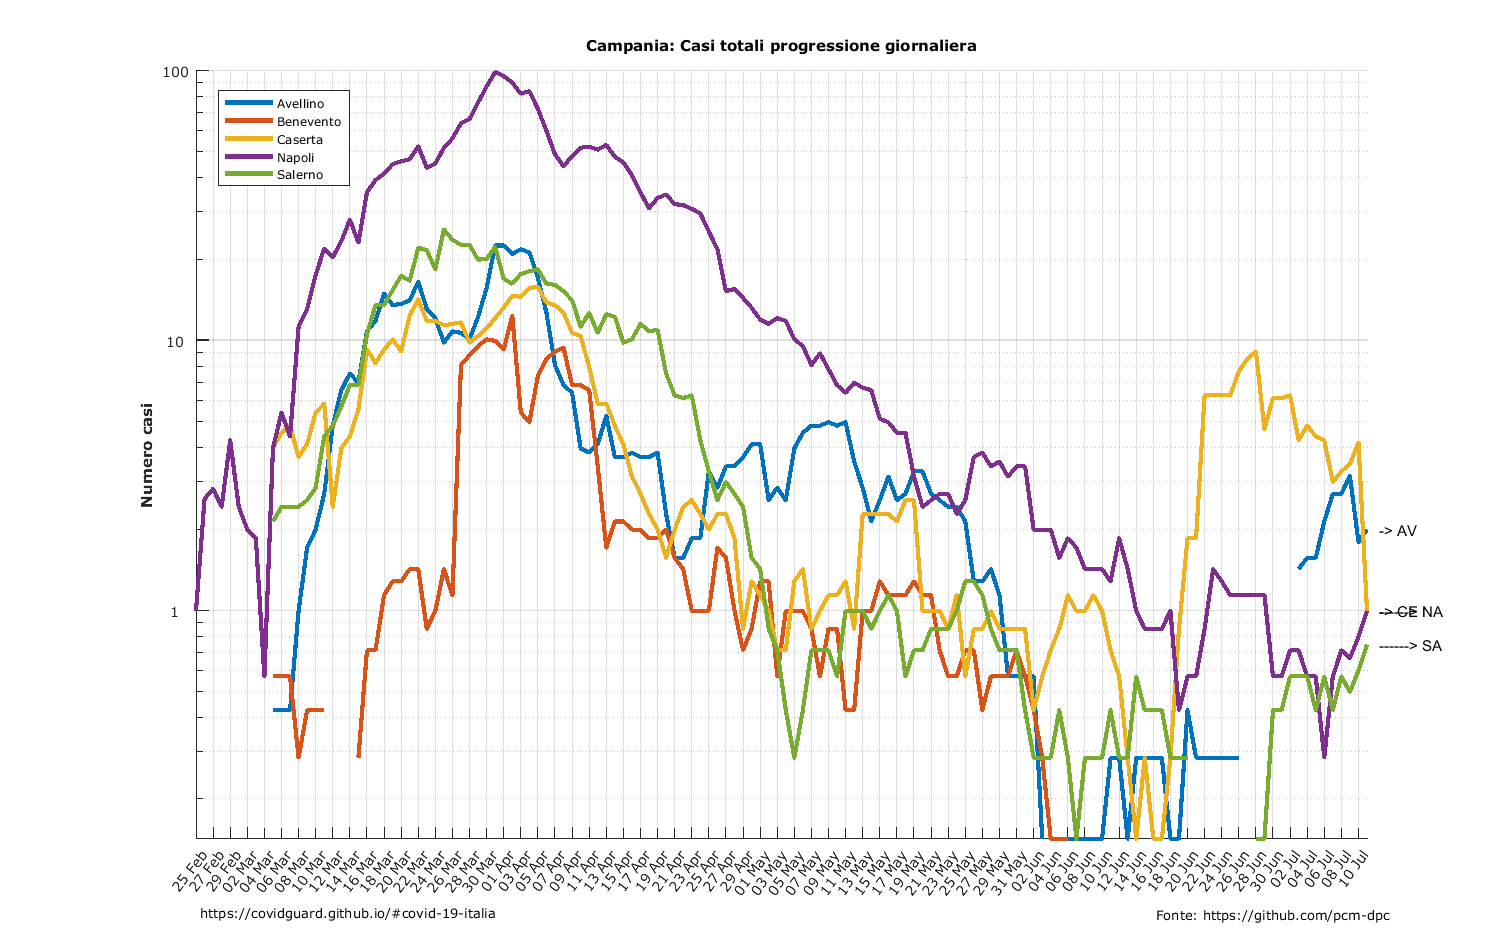 Campania: Casi totali progressione giornaliera
Numero casi
100
10
1
Avellino
Benevento
Caserta
Napoli
Salerno
-> AV
-> CE NA
------> SA
25 Feb
27 Feb
29 Feb
02 Mar
04 Mar
06 Mar
08 Mar
10 Mar
12 Mar
14 Mar
16 Mar
18 Mar
20 Mar
22 Mar
24 Mar
26 Mar
28 Mar
30 Mar
01 Apr
03 Apr
05 Apr
07 Apr
09 Apr
11 Apr
13 Apr
15 Apr
17 Apr
19 Apr
21 Apr
23 Apr
25 Apr
27 Apr
29 Apr
01 May
03 May
05 May
07 May
09 May
11 May
13 May
15 May
17 May
19 May
21 May
23 May
25 May
27 May
29 May
31 May
02 Jun
04 Jun
06 Jun
08 Jun
10 Jun
12 Jun
14 Jun
16 Jun
18 Jun
20 Jun
22 Jun
24 Jun
26 Jun
28 Jun
30 Jun
02 Jul
04 Jul
06 Jul
08 Jul
10 Jul
https://covidguard.github.io/#covid-19-italia
Fonte: https://github.com/pcm-dpc